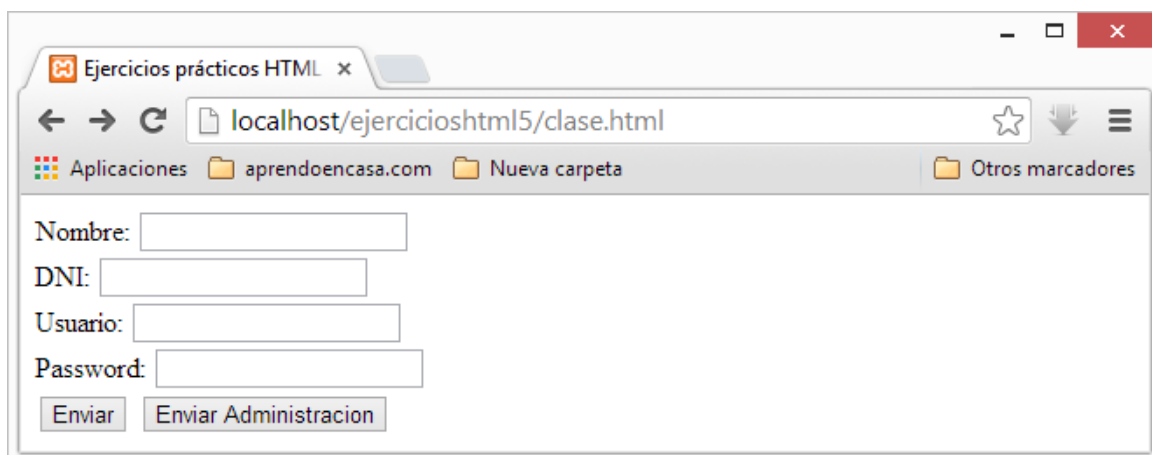 Ejercicios prácticos HTML
localhost/ejercicioshtml5/clase.html
Aplicaciones aprendoencasa.com Nueva carpeta Otros marcadores
Nombre:
DNI:
Usuario:
Password:
Enviar Enviar Administracion